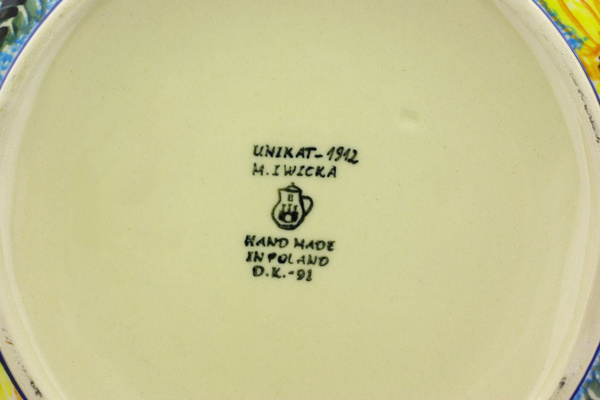 UNIKAT-1912
M.IWICKA
B
HAND MADE
IN POLAND
D.K.-91